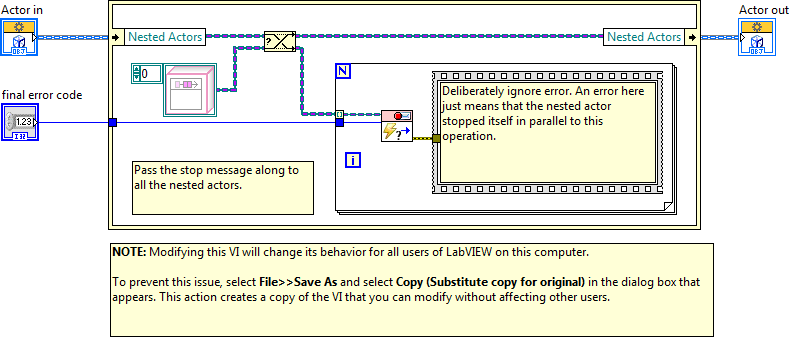 Actor in
Actor out
Nested Actors
Nested Actors
OBJ
OBJ
?
0
N
final error code
1.23
I32
Deliberately ignore error. An error here
just means that the nested actor
stopped itself in parallel to this
operation.
?
i
Pass the stop message along to
all the nested actors.
NOTE: Modifying this VI will change its behavior for all users of LabVIEW on this computer.
To prevent this issue, select File>>Save As and select Copy (Substitute copy for original) in the dialog box that
appears. This action creates a copy of the VI that you can modify without affecting other users.